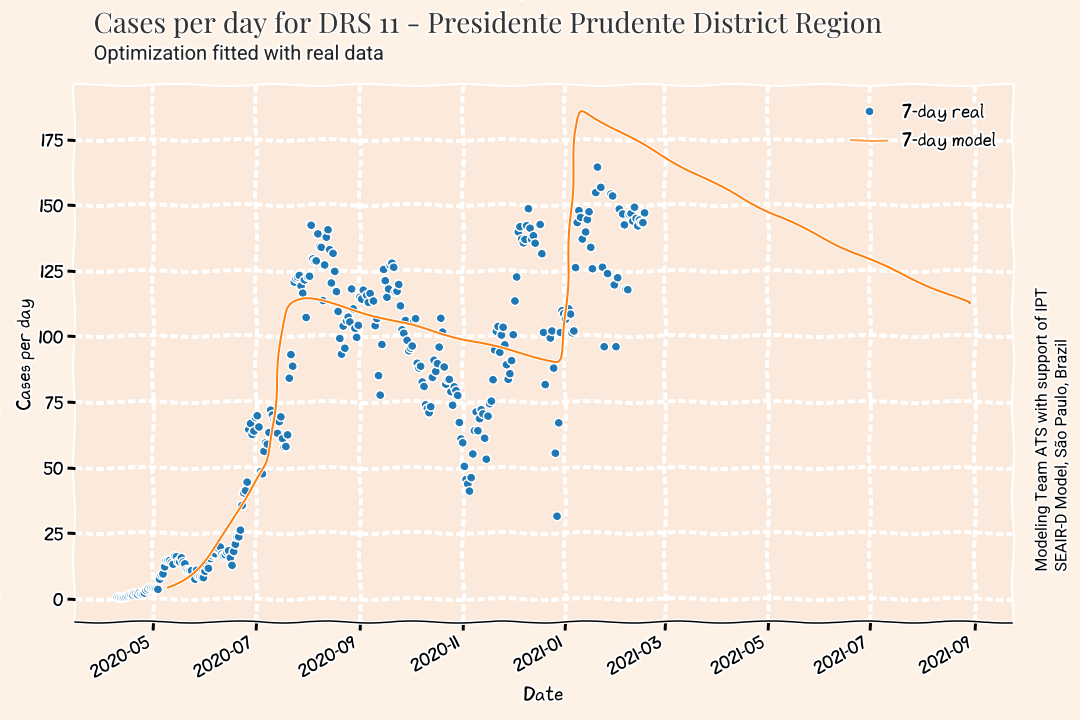 Cases per day for DRS 11 - Presidente Prudente District Region
Optimization fitted with real data
7-day real
7-day model
Cases per day
175
150
125
100
75
50
25
0
2020-05
2020-07
2020-09
2020-11
2021-01
2021-03
2021-05
2021-07
2021-09
Date
Modeling Team ATS with support of IPT
SEAIR-D Model, São Paulo, Brazil